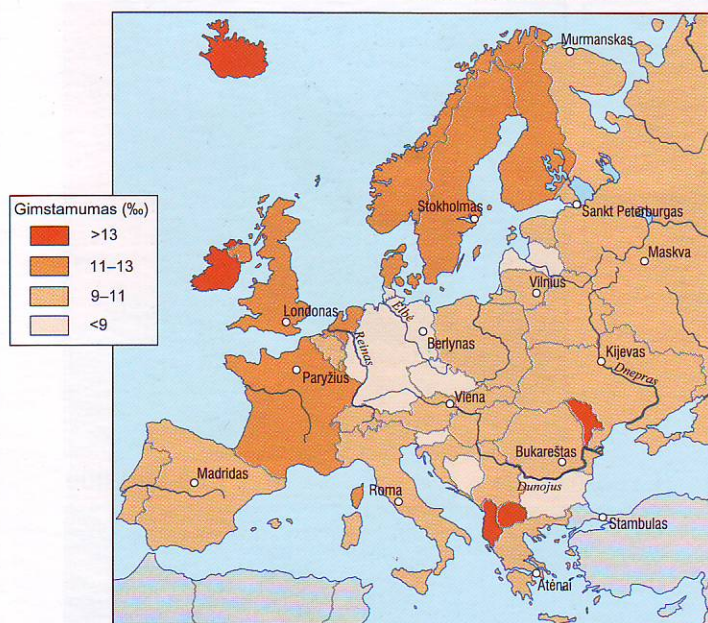 Murmanskas
Gimstamumas (‰)
>13
11–13
9–11
<9
Stokholmas
Sankt Peterburgas
Maskva
Vilnius
Londonas
Elbė
Reinas
Berlynas
Paryžius
Kijevas
Dnepras
Viena
Bukareštas
Dunojus
Madridas
Roma
Stambulas
Atėnai